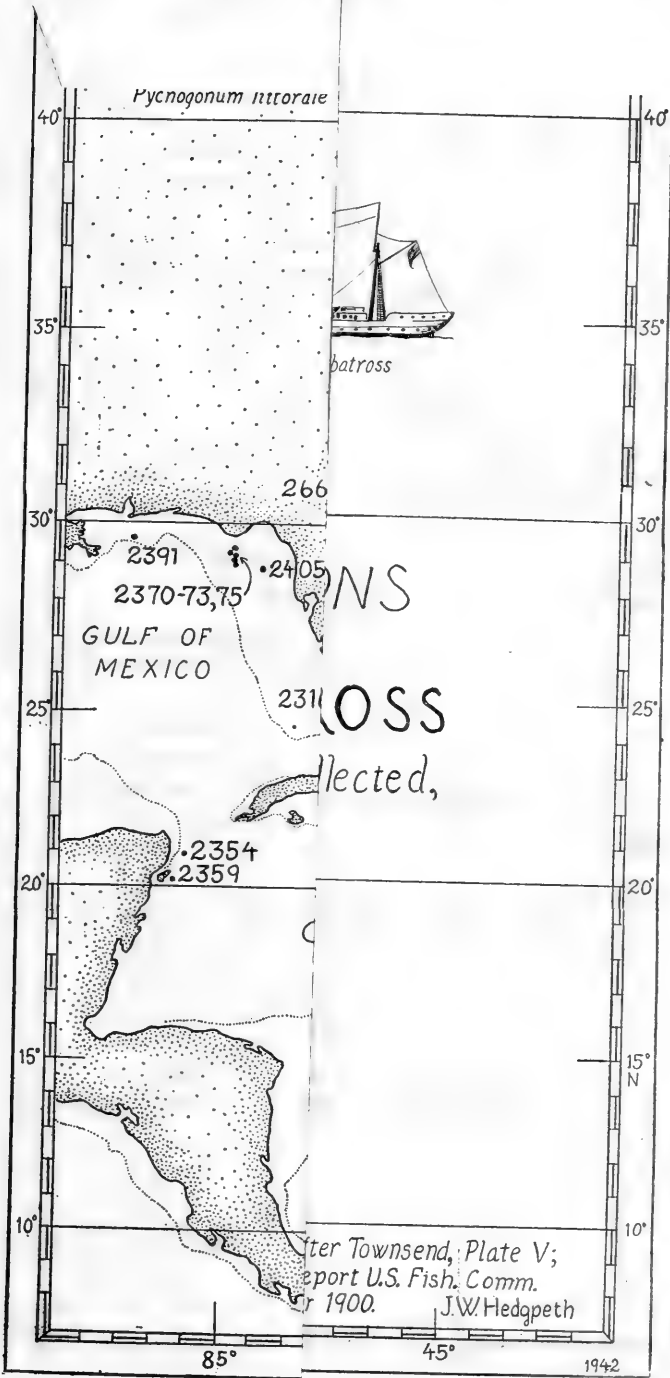 Pycnogonum littorale
40°
40°
35°
35°
batross
266
30°
30°
2391
2405
2370-73,75
NS
GULF OF
MEXICO
25°
231
OSS
25°
llected,
2354
2359
20°
20°
15°
15°
N
10°
10°
fter Townsend, Plate V;
eport U.S. Fish. Comm.
r 1900.
J.W. Hedgpeth
85°
45°
1942